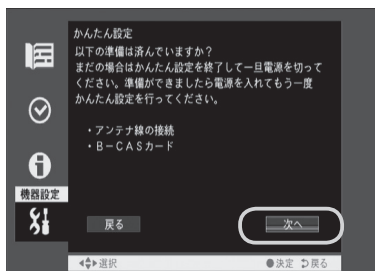 かんたん設定
以下の準備は済んでいますか？
まだの場合はかんたん設定を終了して一旦電源を切って
ください。準備ができましたら電源を入れてもう一度
かんたん設定を行ってください。
・アンテナ線の接続
・B－CASカード
機器設定
戻る
次へ
選択
決定
戻る